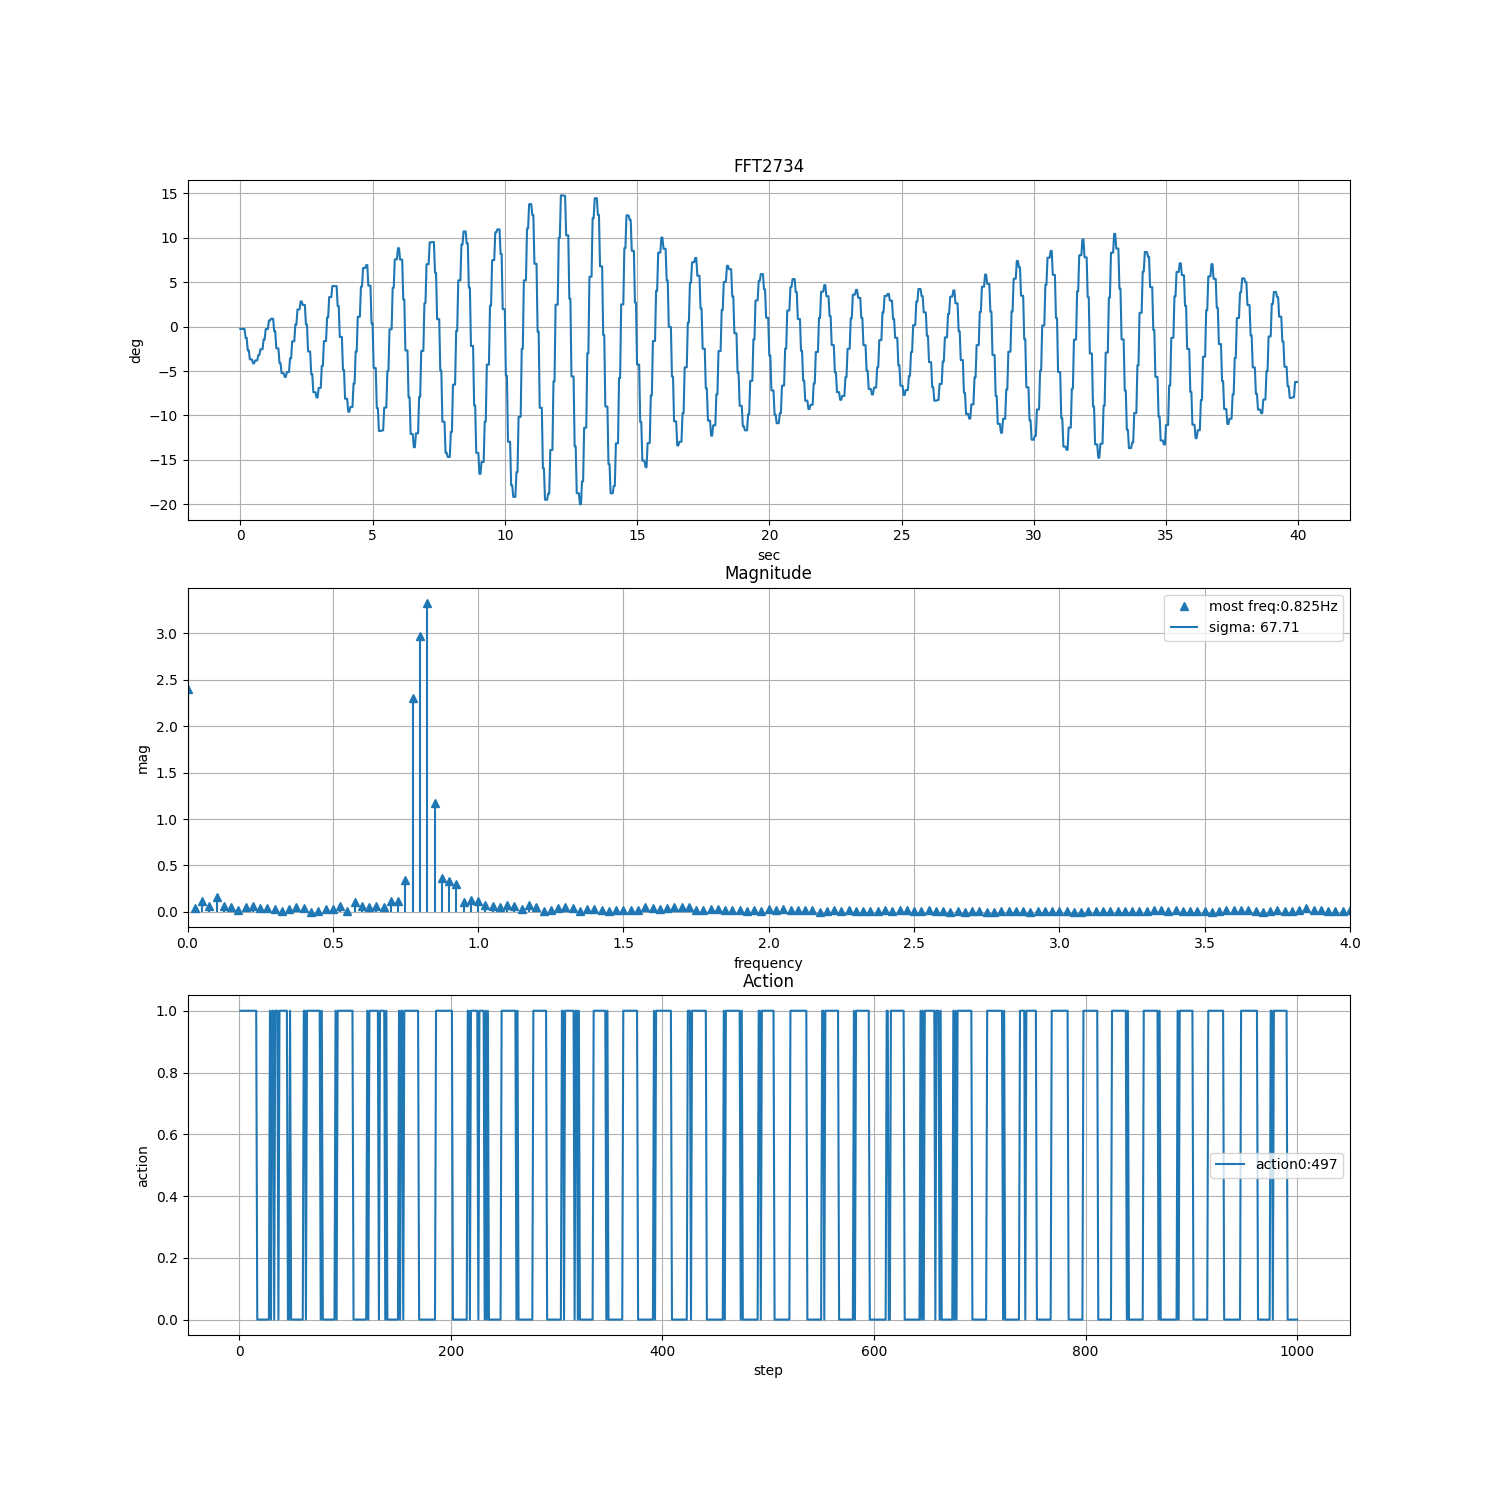 FFT2734
15
10
5
0
−5
−10
−15
−20
deg
0 5 10 15 20 25 30 35 40
sec
Magnitude
most freq:0.825Hz
sigma: 67.71
3.0
2.5
2.0
1.5
1.0
0.5
0.0
mag
0.0 0.5 1.0 1.5 2.0 2.5 3.0 3.5 4.0
frequency
Action
1.0
0.8
0.6
0.4
0.2
0.0
action
action0:497
0 200 400 600 800 1000
step